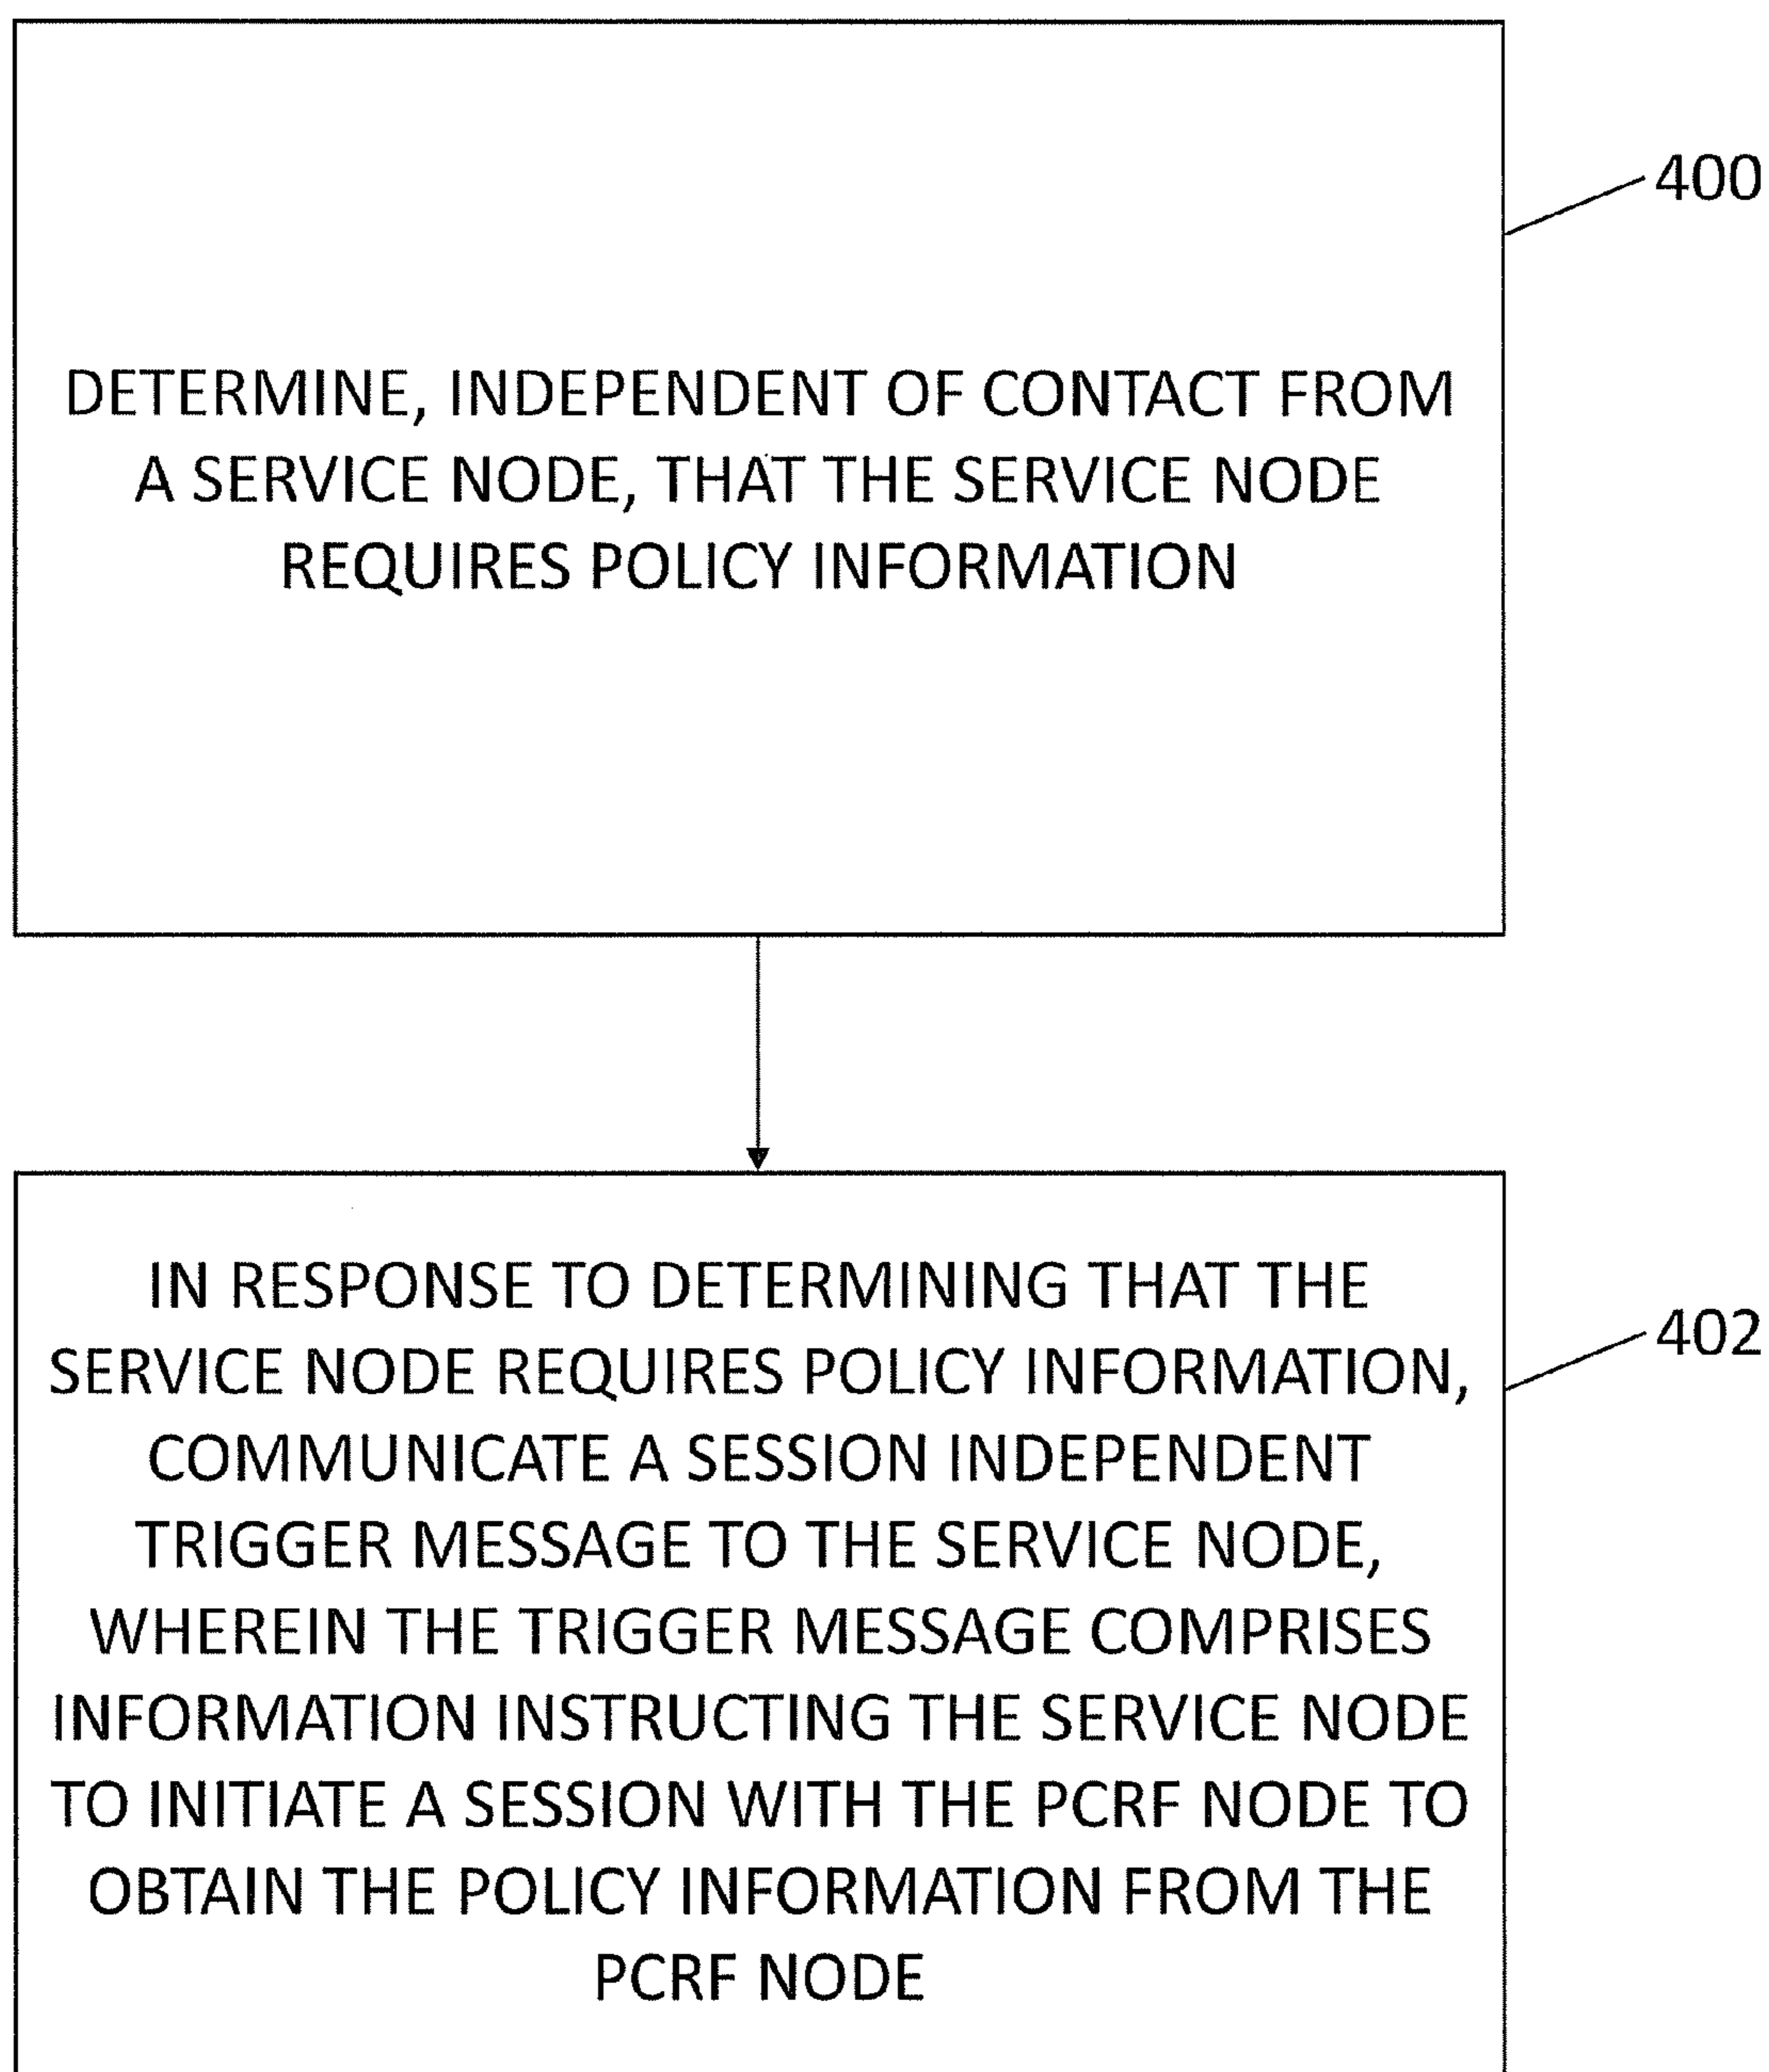 DETERMINE, INDEPENDENT OF CONTACT FROM
A SERVICE NODE, THAT THE SERVICE NODE
REQUIRES POLICY INFORMATION
400
IN RESPONSE TO DETERMINING THAT THE
SERVICE NODE REQUIRES POLICY INFORMATION,
COMMUNICATE A SESSION INDEPENDENT
TRIGGER MESSAGE TO THE SERVICE NODE,
WHEREIN THE TRIGGER MESSAGE COMPRISES
INFORMATION INSTRUCTING THE SERVICE NODE
TO INITIATE A SESSION WITH THE PCRF NODE TO
OBTAIN THE POLICY INFORMATION FROM THE
PCRF NODE
402